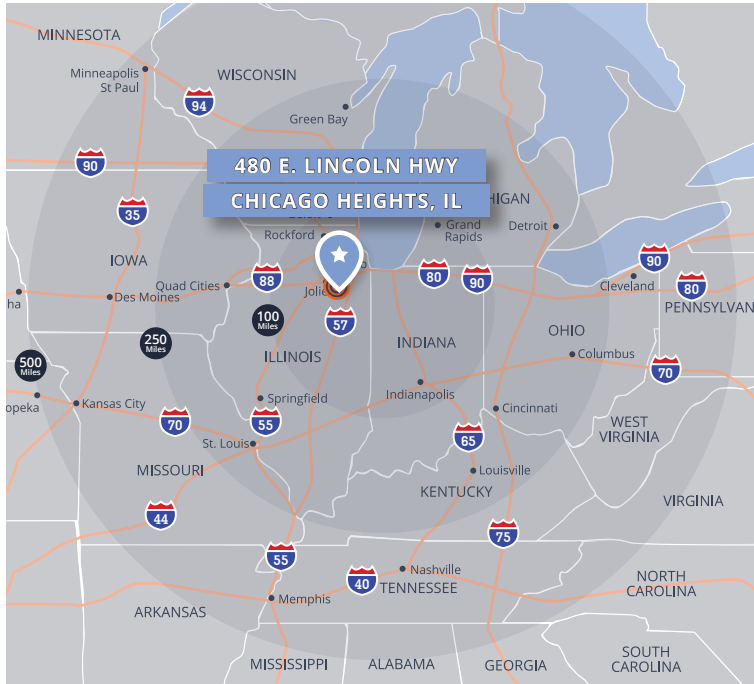 MINNESOTA
Minneapolis
St Paul
WISCONSIN
94
Green Bay
90
480 E. LINCOLN HWY
CHICAGO HEIGHTS, IL
HIGAN
35
Grand
Rapids
Detroit
Rockford
IOWA
90
Quad Cities
88
80
90
Cleveland
80
ha
Des Moines
Jolie
PENNSYLVAN
100
Miles
57
250
Miles
OHIO
INDIANA
ILLINOIS
Columbus
500
Miles
70
opeka
Kansas City
Springfield
Indianapolis
Cincinnati
70
55
WEST
VIRGINIA
St. Louis
65
MISSOURI
Louisville
KENTUCKY
VIRGINIA
44
75
55
Nashville
40
TENNESSEE
NORTH
CAROLINA
Memphis
ARKANSAS
SOUTH
CAROLINA
MISSISSIPPI
ALABAMA
GEORGIA